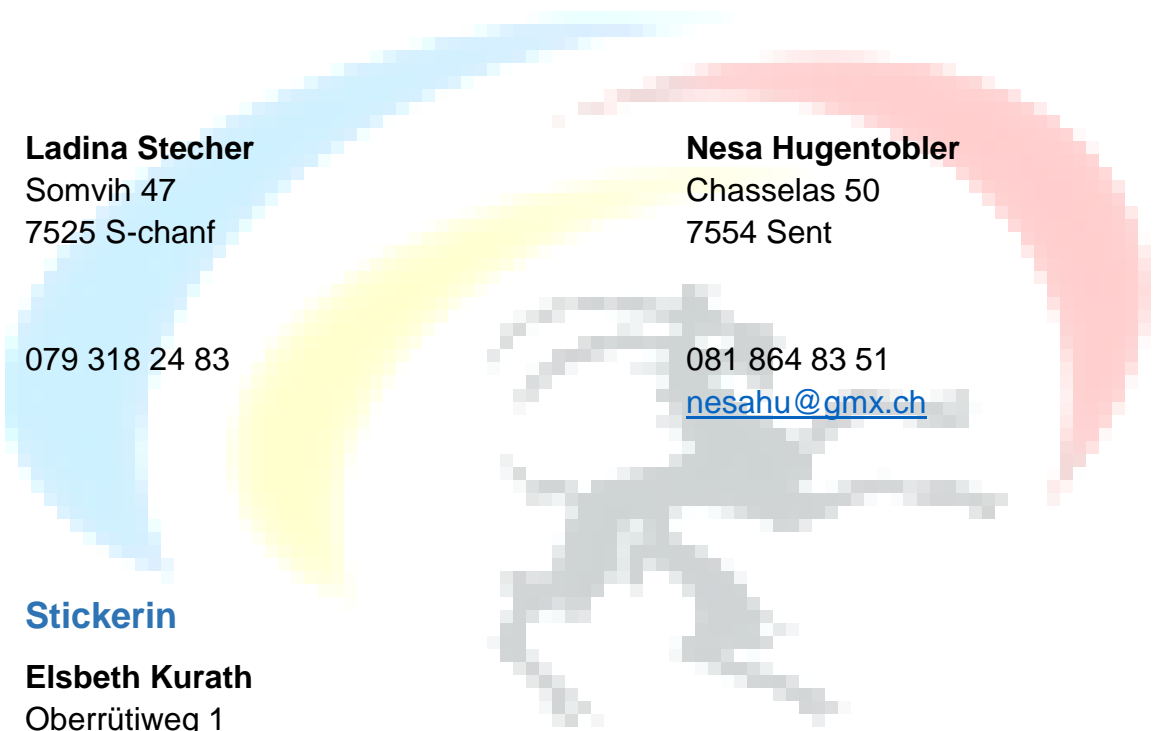 Ladina Stecher
Somvih 47
7525 S-chanf
079 318 24 83
Nesa Hugentobler
Chasselas 50
7554 Sent
081 864 83 51
nesahu@gmx.ch
Stickerin
Elsbeth Kurath
Oberrütiweg 1